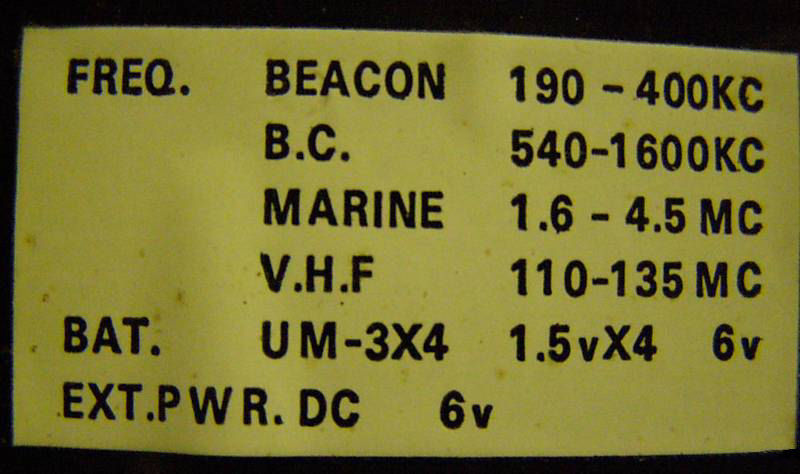 FREQ. BEACON 190 - 400KC
B.C. 540-1600KC
MARINE 1.6 - 4.5 MC
V.H.F 110-135 MC
BAT. UM-3X4 1.5vX4 6v
EXT.PWR. DC 6v